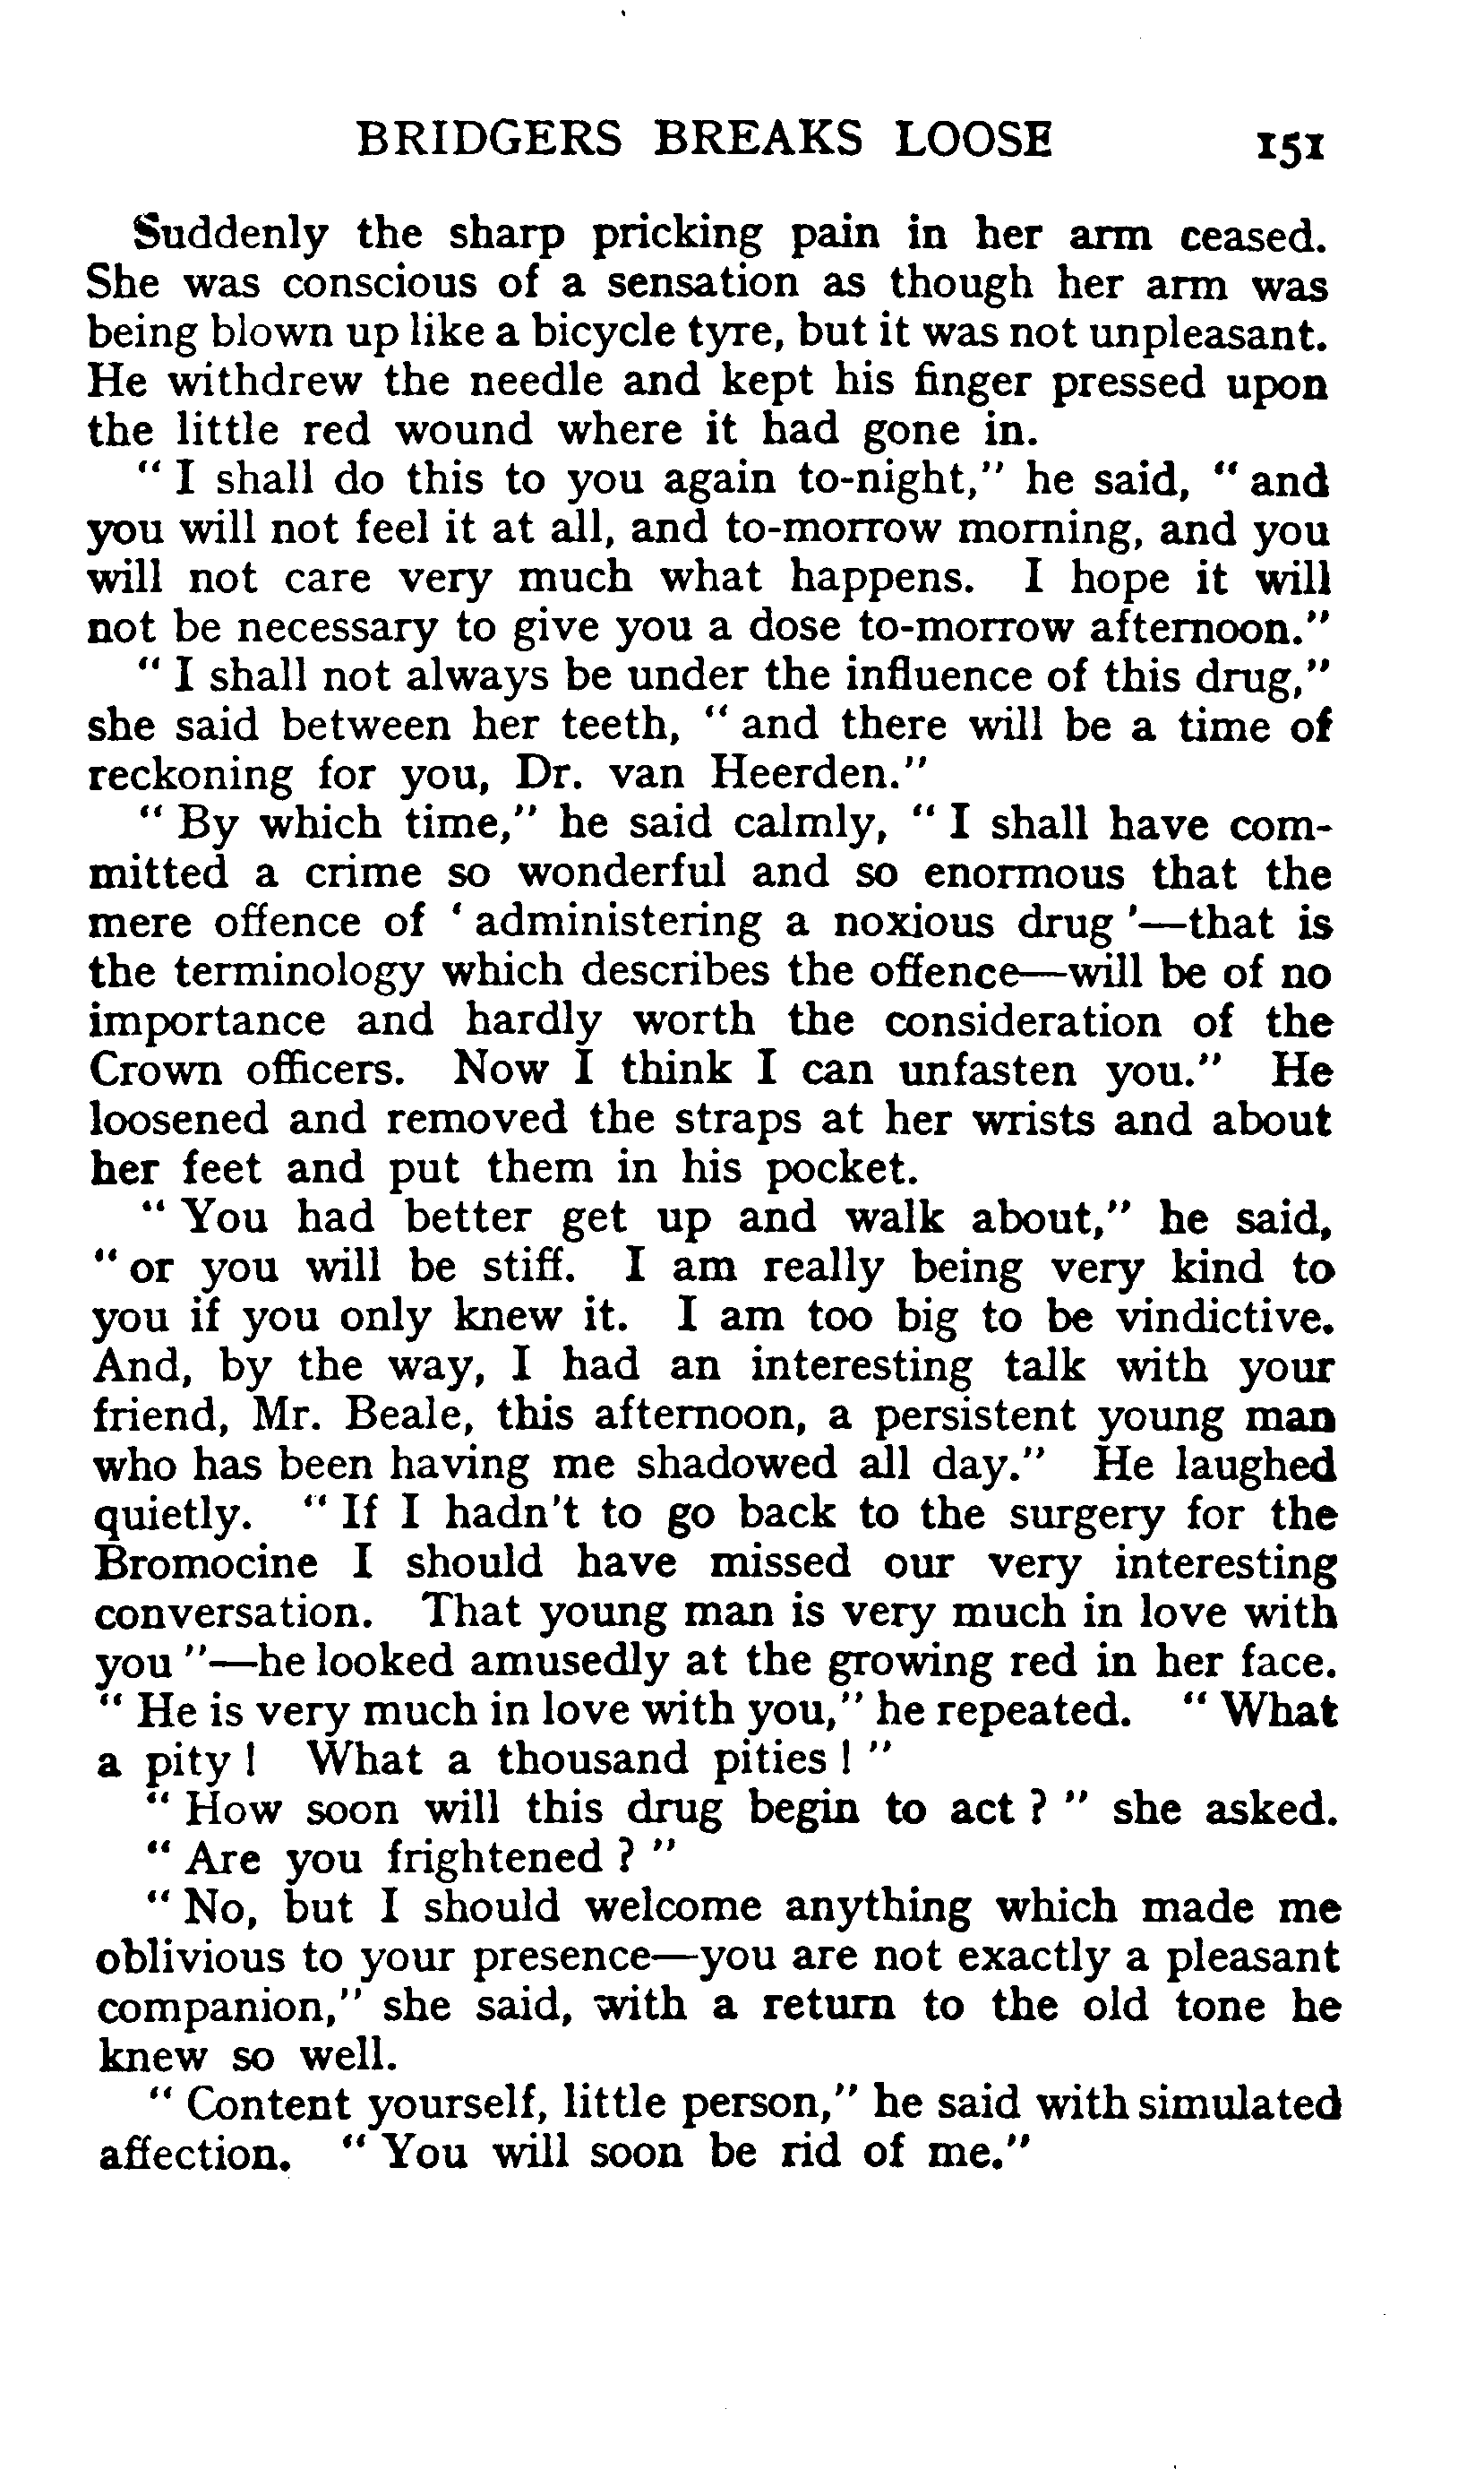 BRIDGERS BREAKS LOOSE 151
Suddenly the sharp pricking pain in her arm ceased.
She was conscious of a sensation as though her arm was
being blown up like a bicycle tyre, but it was not unpleasant.
He withdrew the needle and kept his finger pressed upon
the little red wound where it had gone in.
" I shall do this to you again to-night," he said, " and
you will not feel it at all, and to-morrow morning, and you
will not care very much what happens. I hope it will
not be necessary to give you a dose to-morrow afternoon."
" I shall not always be under the influence of this drug,"
she said between her teeth, " and there will be a time of
reckoning for you, Dr. van Heerden."
" By which time," he said calmly, " I shall have com-
mitted a crime so wonderful and so enormous that the
mere offence of ' administering a noxious drug '—that is
the terminology which describes the offence—will be of no
importance and hardly worth the consideration of the
Crown officers. Now I think I can unfasten you." He
loosened and removed the straps at her wrists and about
her feet and put them in his pocket.
" You had better get up and walk about," he said,
" or you will be stiff. I am really being very kind to
you if you only knew it. I am too big to be vindictive.
And, by the way, I had an interesting talk with your
friend, Mr. Beale, this afternoon, a persistent young man
who has been having me shadowed all day." He laughed
quietly. " If I hadn't to go back to the surgery for the
Bromocine I should have missed our very interesting
conversation. That young man is very much in love with
you "—he looked amusedly at the growing red in her face.
" He is very much in love with you," he repeated. " What
a pity ! What a thousand pities ! "
" How soon will this drug begin to act ? " she asked.
" Are you frightened ? "
" No, but I should welcome anything which made me
oblivious to your presence—you are not exactly a pleasant
companion," she said, with a return to the old tone he
knew so well.
" Content yourself, little person," he said with simulated
affection. " You will soon be rid of me."